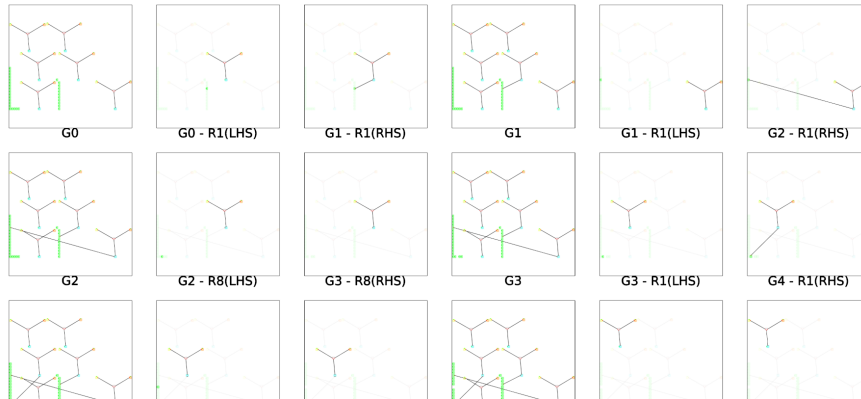 G0 G0 - R1(LHS) G1 - R1(RHS) G1 G1 - R1(LHS) G2 - R1(RHS)
G2 G2 - R8(LHS) G3 - R8(RHS) G3 G3 - R1(LHS) G4 - R1(RHS)